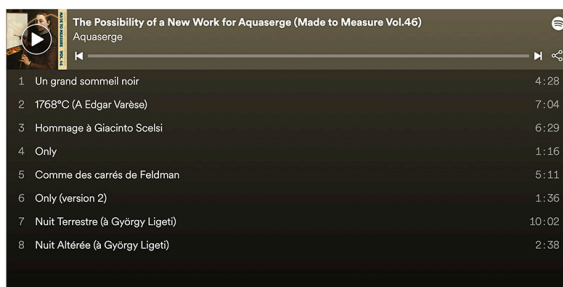 The Possibility of a New Work for Aquaserge (Made to Measure Vol.46)
Aquaserge
1 Un grand sommeil noir 4:28
2 1768°C (A Edgar Varèse) 7:04
3 Hommage à Giacinto Scelsi 6:29
4 Only 1:16
5 Comme des carrés de Feldman 5:11
6 Only (version 2) 1:36
7 Nuit Terrestre (à György Ligeti) 10:02
8 Nuit Altérée (à György Ligeti) 2:38